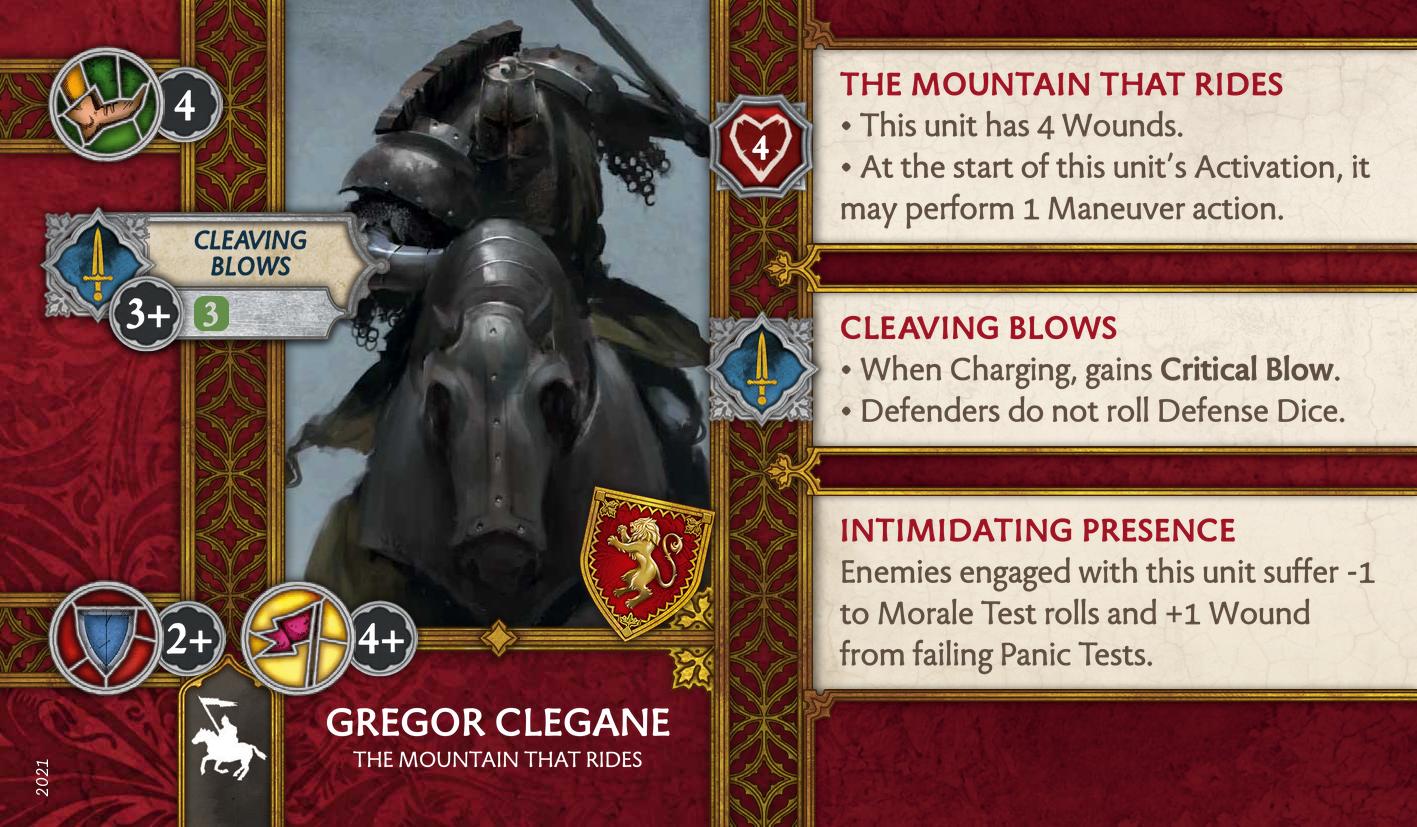 4
CLEAVING
BLOWS
3+
3
2+
4+
GREGOR CLEGANE
THE MOUNTAIN THAT RIDES
2021
4
THE MOUNTAIN THAT RIDES
• This unit has 4 Wounds.
• At the start of this unit's Activation, it
may perform 1 Maneuver action.
CLEAVING BLOWS
• When Charging, gains Critical Blow.
• Defenders do not roll Defense Dice.
INTIMIDATING PRESENCE
Enemies engaged with this unit suffer -1
to Morale Test rolls and +1 Wound
from failing Panic Tests.